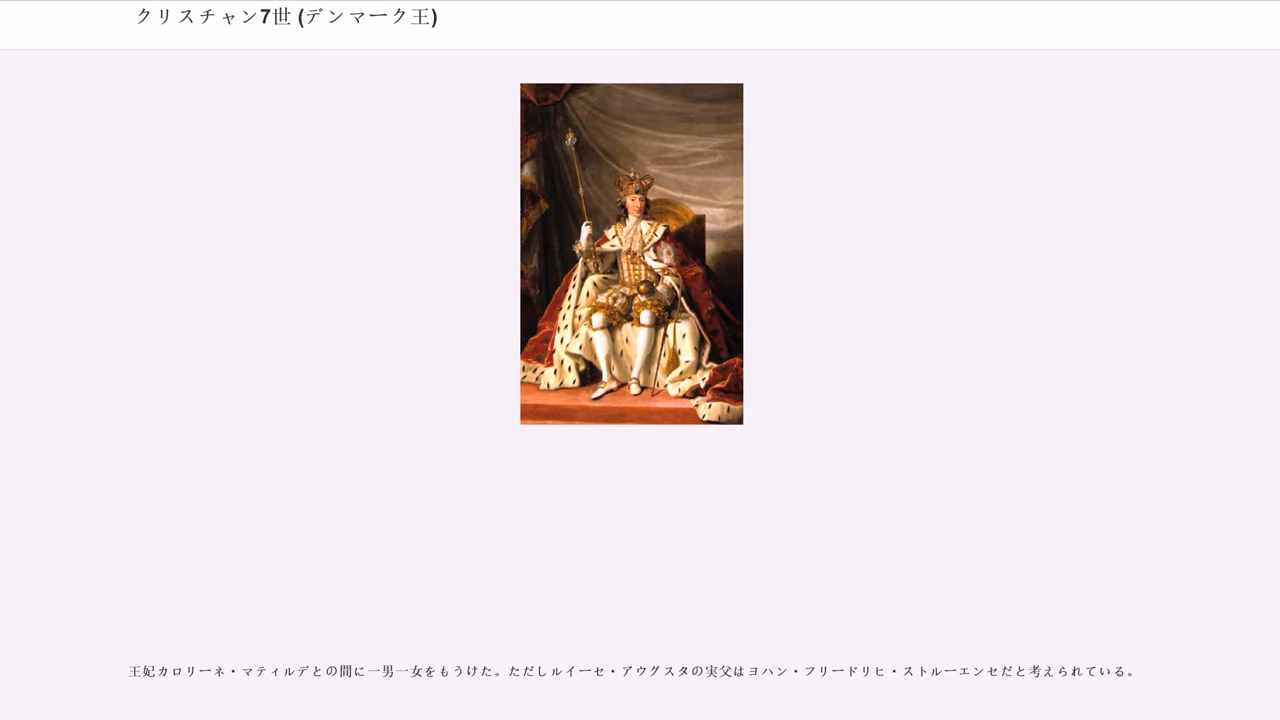 クリスチャン7世 (デンマーク王)
王妃カロリーネ・マティルデとの間に一男一女をもうけた。ただしルイーセ・アウグスタの実父はヨハン・フリードリヒ・ストルーエンセだと考えられている。